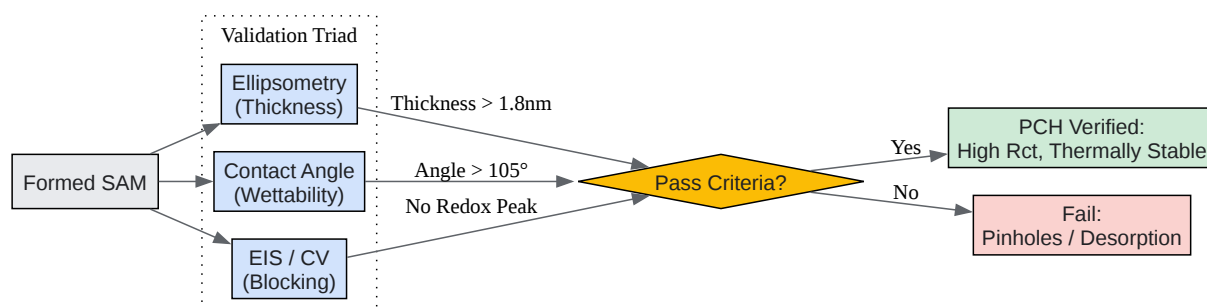 Validation Triad
Ellipsometry
(Thickness)
Thickness > 1.8nm
Formed SAM
Contact Angle
(Wettability)
Angle > 105°
EIS / CV
(Blocking)
No Redox Peak
Pass Criteria?
Yes
PCH Verified:
High Rct, Thermally Stable
No
Fail:
Pinholes / Desorption